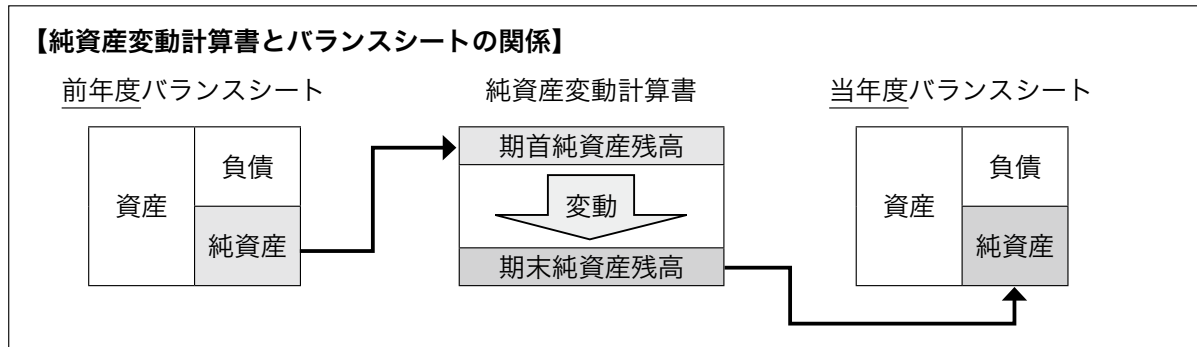 【純資産変動計算書とバランスシートの関係】
前年度バランスシート
資産
負債
純資産
純資産変動計算書
期首純資産残高
変動
期末純資産残高
当年度バランスシート
資産
負債
純資産